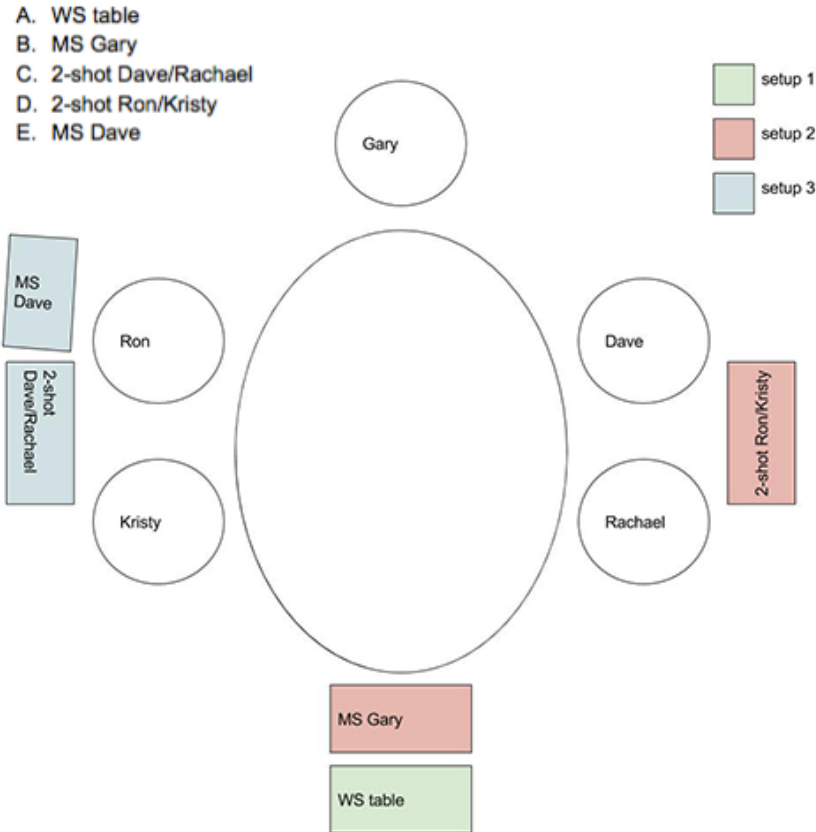 A. WS table
B. MS Gary
C. 2-shot Dave/Rachael
D. 2-shot Ron/Kristy
E. MS Dave
setup 1
setup 2
setup 3
Gary
MS
Dave
Ron
Dave
2-shot
Dave/Rachael
2-shot Ron/Kristy
Kristy
Rachael
MS Gary
WS table